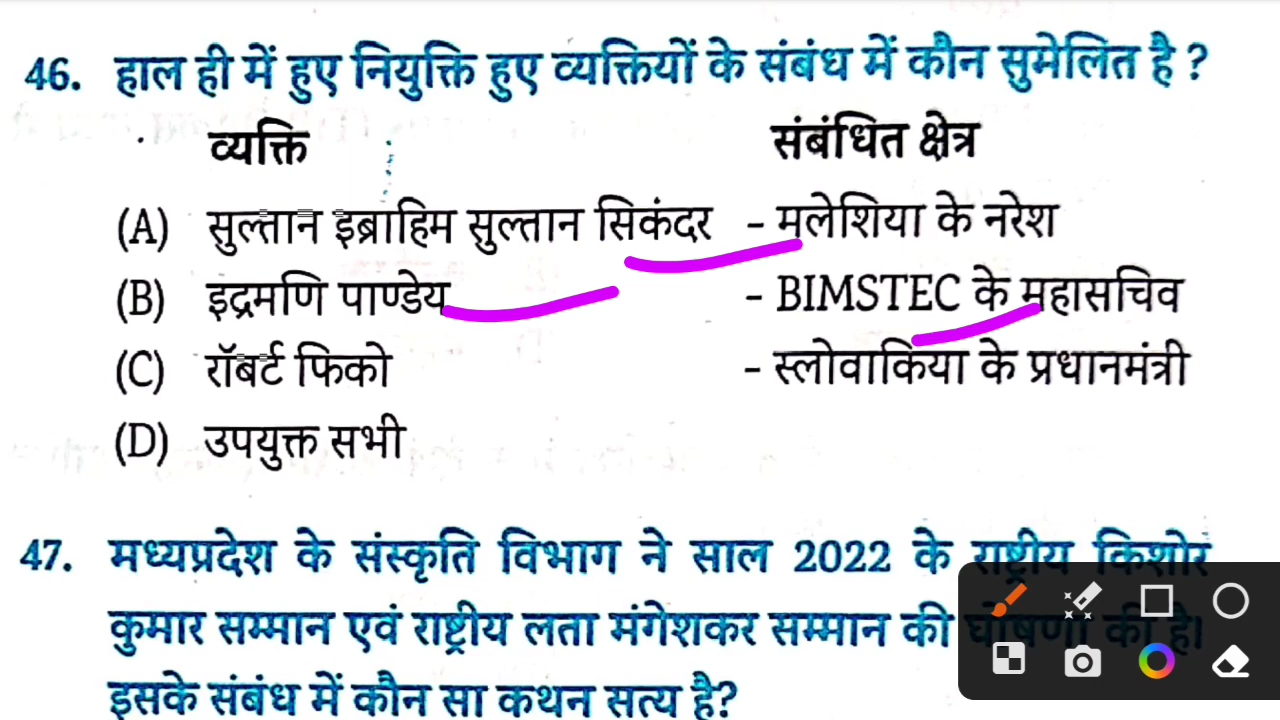 46. हाल ही में हुए नियुक्ति हुए व्यक्तियों के संबंध में कौन सुमेलित है ?
व्यक्ति संबंधित क्षेत्र
(A) सुल्तान इब्राहिम सुल्तान सिकंदर - मलेशिया के नरेश
(B) इद्रमणि पाण्डेय - BIMSTEC के महासचिव
(C) रॉबर्ट फिको - स्लोवाकिया के प्रधानमंत्री
(D) उपयुक्त सभी
47. मध्यप्रदेश के संस्कृति विभाग ने साल 2022 के राष्ट्रीय किशोर
कुमार सम्मान एवं राष्ट्रीय लता मंगेशकर सम्मान की घोषणा की है।
इसके संबंध में कौन सा कथन सत्य है?